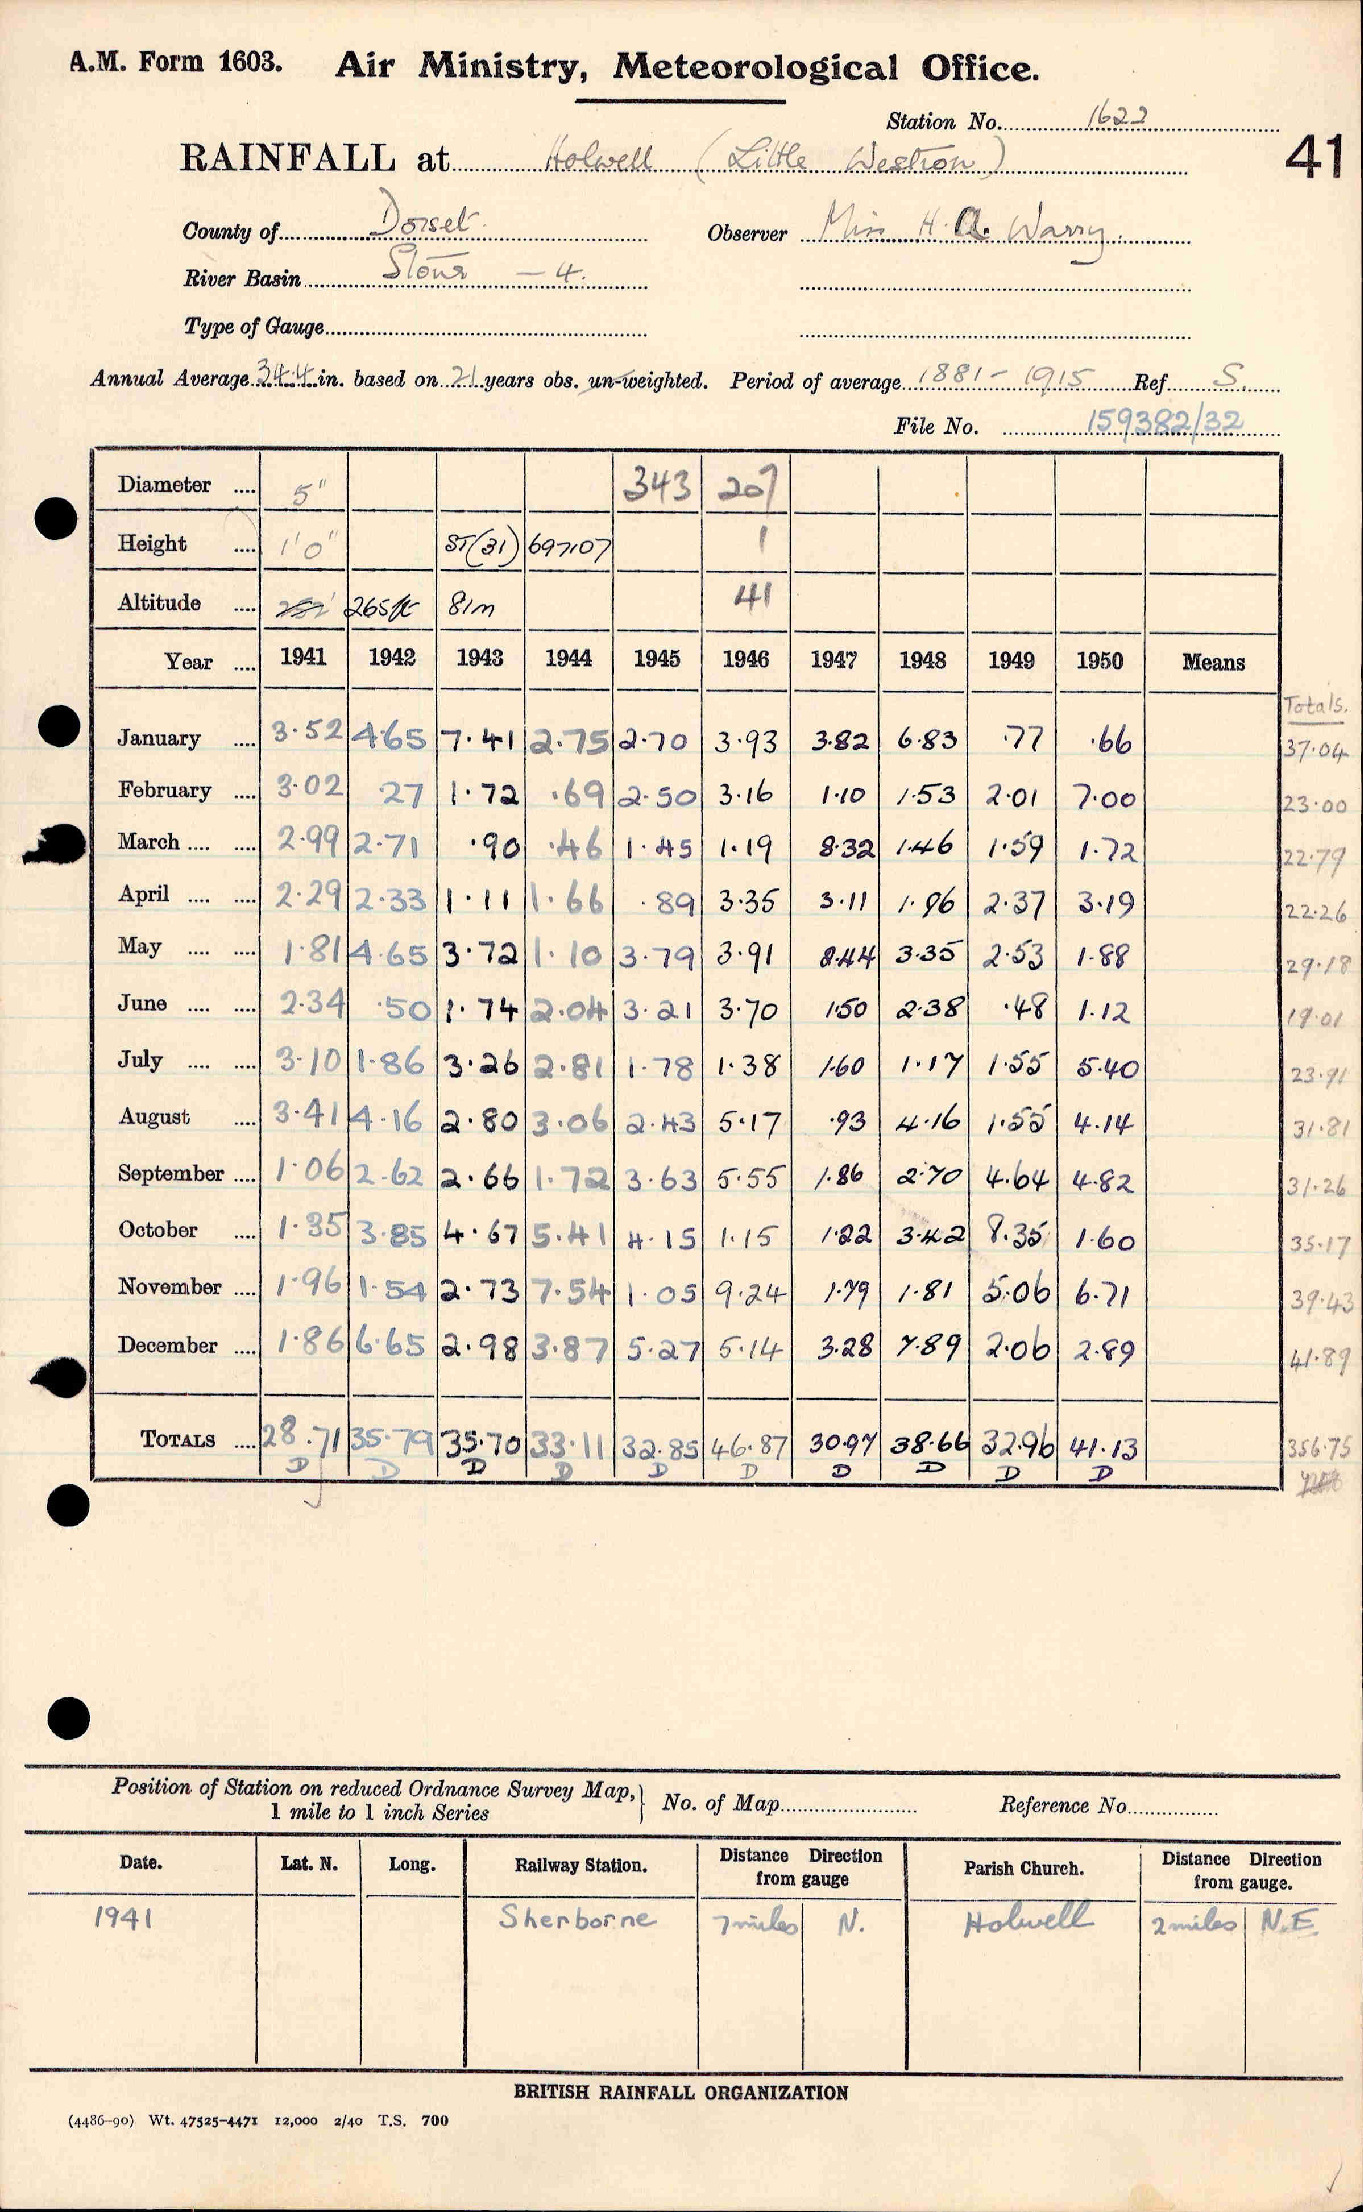 A.M. Form 1603. Air Ministry, Meteorological Office.
Station No. 1622
41
RAINFALL at Holwell (Little Westrow)
County of Dorset Observer Miss H. A. Warry.
River Basin Stour - 4.
Type of Gauge
Annual Average 34.4 in. based on 21 years obs. un-weighted. Period of average 1881 - 1915 Ref S.
File No. 159382/32
Diameter .... 5" 343 207
Height .... 1'0" ST(31) 697107 1
Altitude .... 265ft 81m 41
Year .... 1941 1942 1943 1944 1945 1946 1947 1948 1949 1950 Means
Totals.
January .... 3.52 4.65 7.41 2.75 2.70 3.93 3.82 6.83 .77 .66 37.04
February .... 3.02 .27 1.72 .69 2.50 3.16 1.10 1.53 2.01 7.00 23.00
March .... .... 2.99 2.71 .90 .46 1.45 1.19 8.32 1.46 1.59 1.72 22.79
April .... .... 2.29 2.33 1.11 1.66 .89 3.35 3.11 1.96 2.37 3.19 22.26
May .... .... 1.81 4.65 3.72 1.10 3.79 3.91 2.44 3.35 2.53 1.88 29.18
June .... .... 2.34 .50 1.74 2.04 3.21 3.70 1.50 2.38 .48 1.12 19.01
July .... .... 3.10 1.86 3.26 2.81 1.78 1.38 1.60 1.17 1.55 5.40 23.91
August .... 3.41 4.16 2.80 3.06 2.43 5.17 .93 4.16 1.55 4.14 31.81
September .... 1.06 2.62 2.66 1.72 3.63 5.55 1.86 2.70 4.64 4.82 31.26
October .... 1.35 3.85 4.67 5.41 4.15 1.15 1.22 3.42 8.35 1.60 35.17
November .... 1.96 1.54 2.73 7.54 1.05 9.24 1.79 1.81 5.06 6.71 39.43
December .... 1.86 6.65 2.98 3.87 5.27 5.14 3.28 7.89 2.06 2.89 41.89
TOTALS .... 28.71 35.79 35.70 33.11 32.85 46.87 30.97 38.66 32.96 41.13 356.75
D D D D D D D D D D
Position of Station on reduced Ordnance Survey Map, 1 mile to 1 inch Series } No. of Map Reference No.
Date. Lat. N. Long. Railway Station. Distance Direction from gauge Parish Church. Distance Direction from gauge.
1941 Sherborne 7 miles N. Holwell 2 miles N.E
BRITISH RAINFALL ORGANIZATION
(4486-90) Wt. 47525-4471 12,000 2/40 T.S. 700